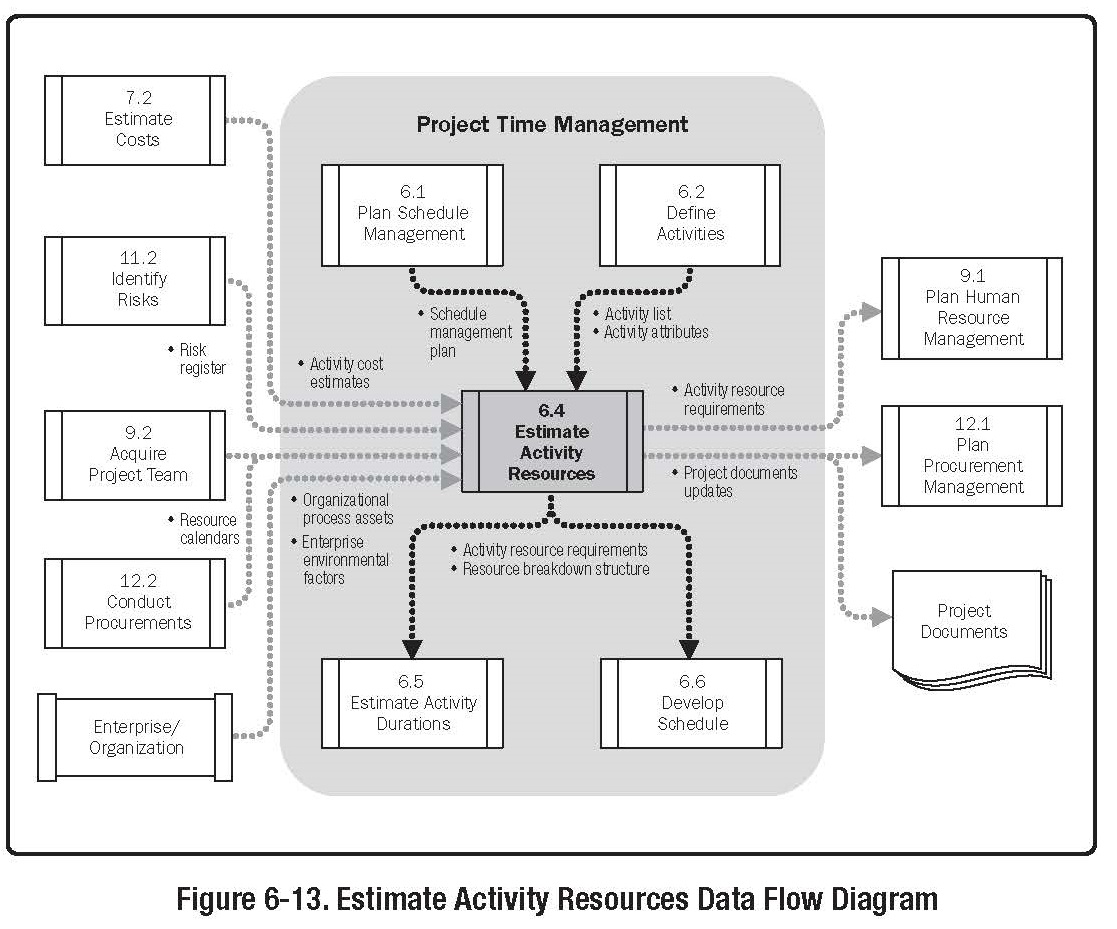 7.2
Estimate
Costs
Project Time Management
6.1
Plan Schedule
Management
6.2
Define
Activities
11.2
Identify
Risks
9.1
Plan Human
Resource
Management
• Risk
register
• Schedule
management
plan
• Activity list
• Activity attributes
• Activity cost
estimates
6.4
Estimate
Activity
Resources
• Activity resource
requirements
9.2
Acquire
Project Team
12.1
Plan
Procurement
Management
• Project documents
updates
• Resource
calendars
• Organizational
process assets
• Enterprise
environmental
factors
• Activity resource requirements
• Resource breakdown structure
12.2
Conduct
Procurements
Project
Documents
6.5
Estimate Activity
Durations
6.6
Develop
Schedule
Enterprise/
Organization
Figure 6-13. Estimate Activity Resources Data Flow Diagram